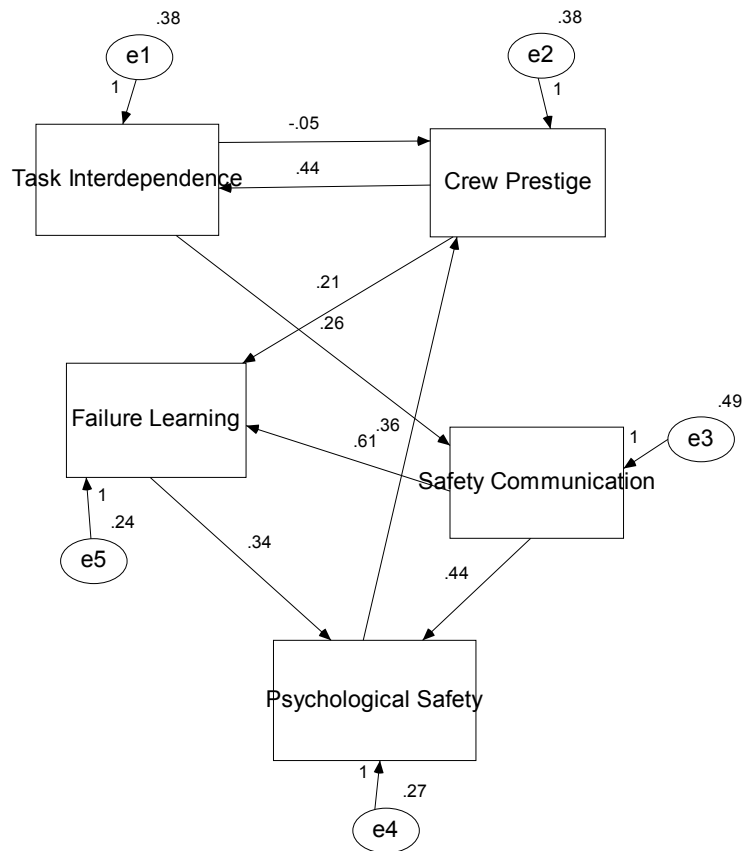 .38
.38
e1
e2
1
1
-.05
Task Interdependence
.44
Crew Prestige
.21
.26
Failure Learning
.36
.61
.49
1
e3
Safety Communication
1
.24
e5
.34
.44
Psychological Safety
1
.27
e4